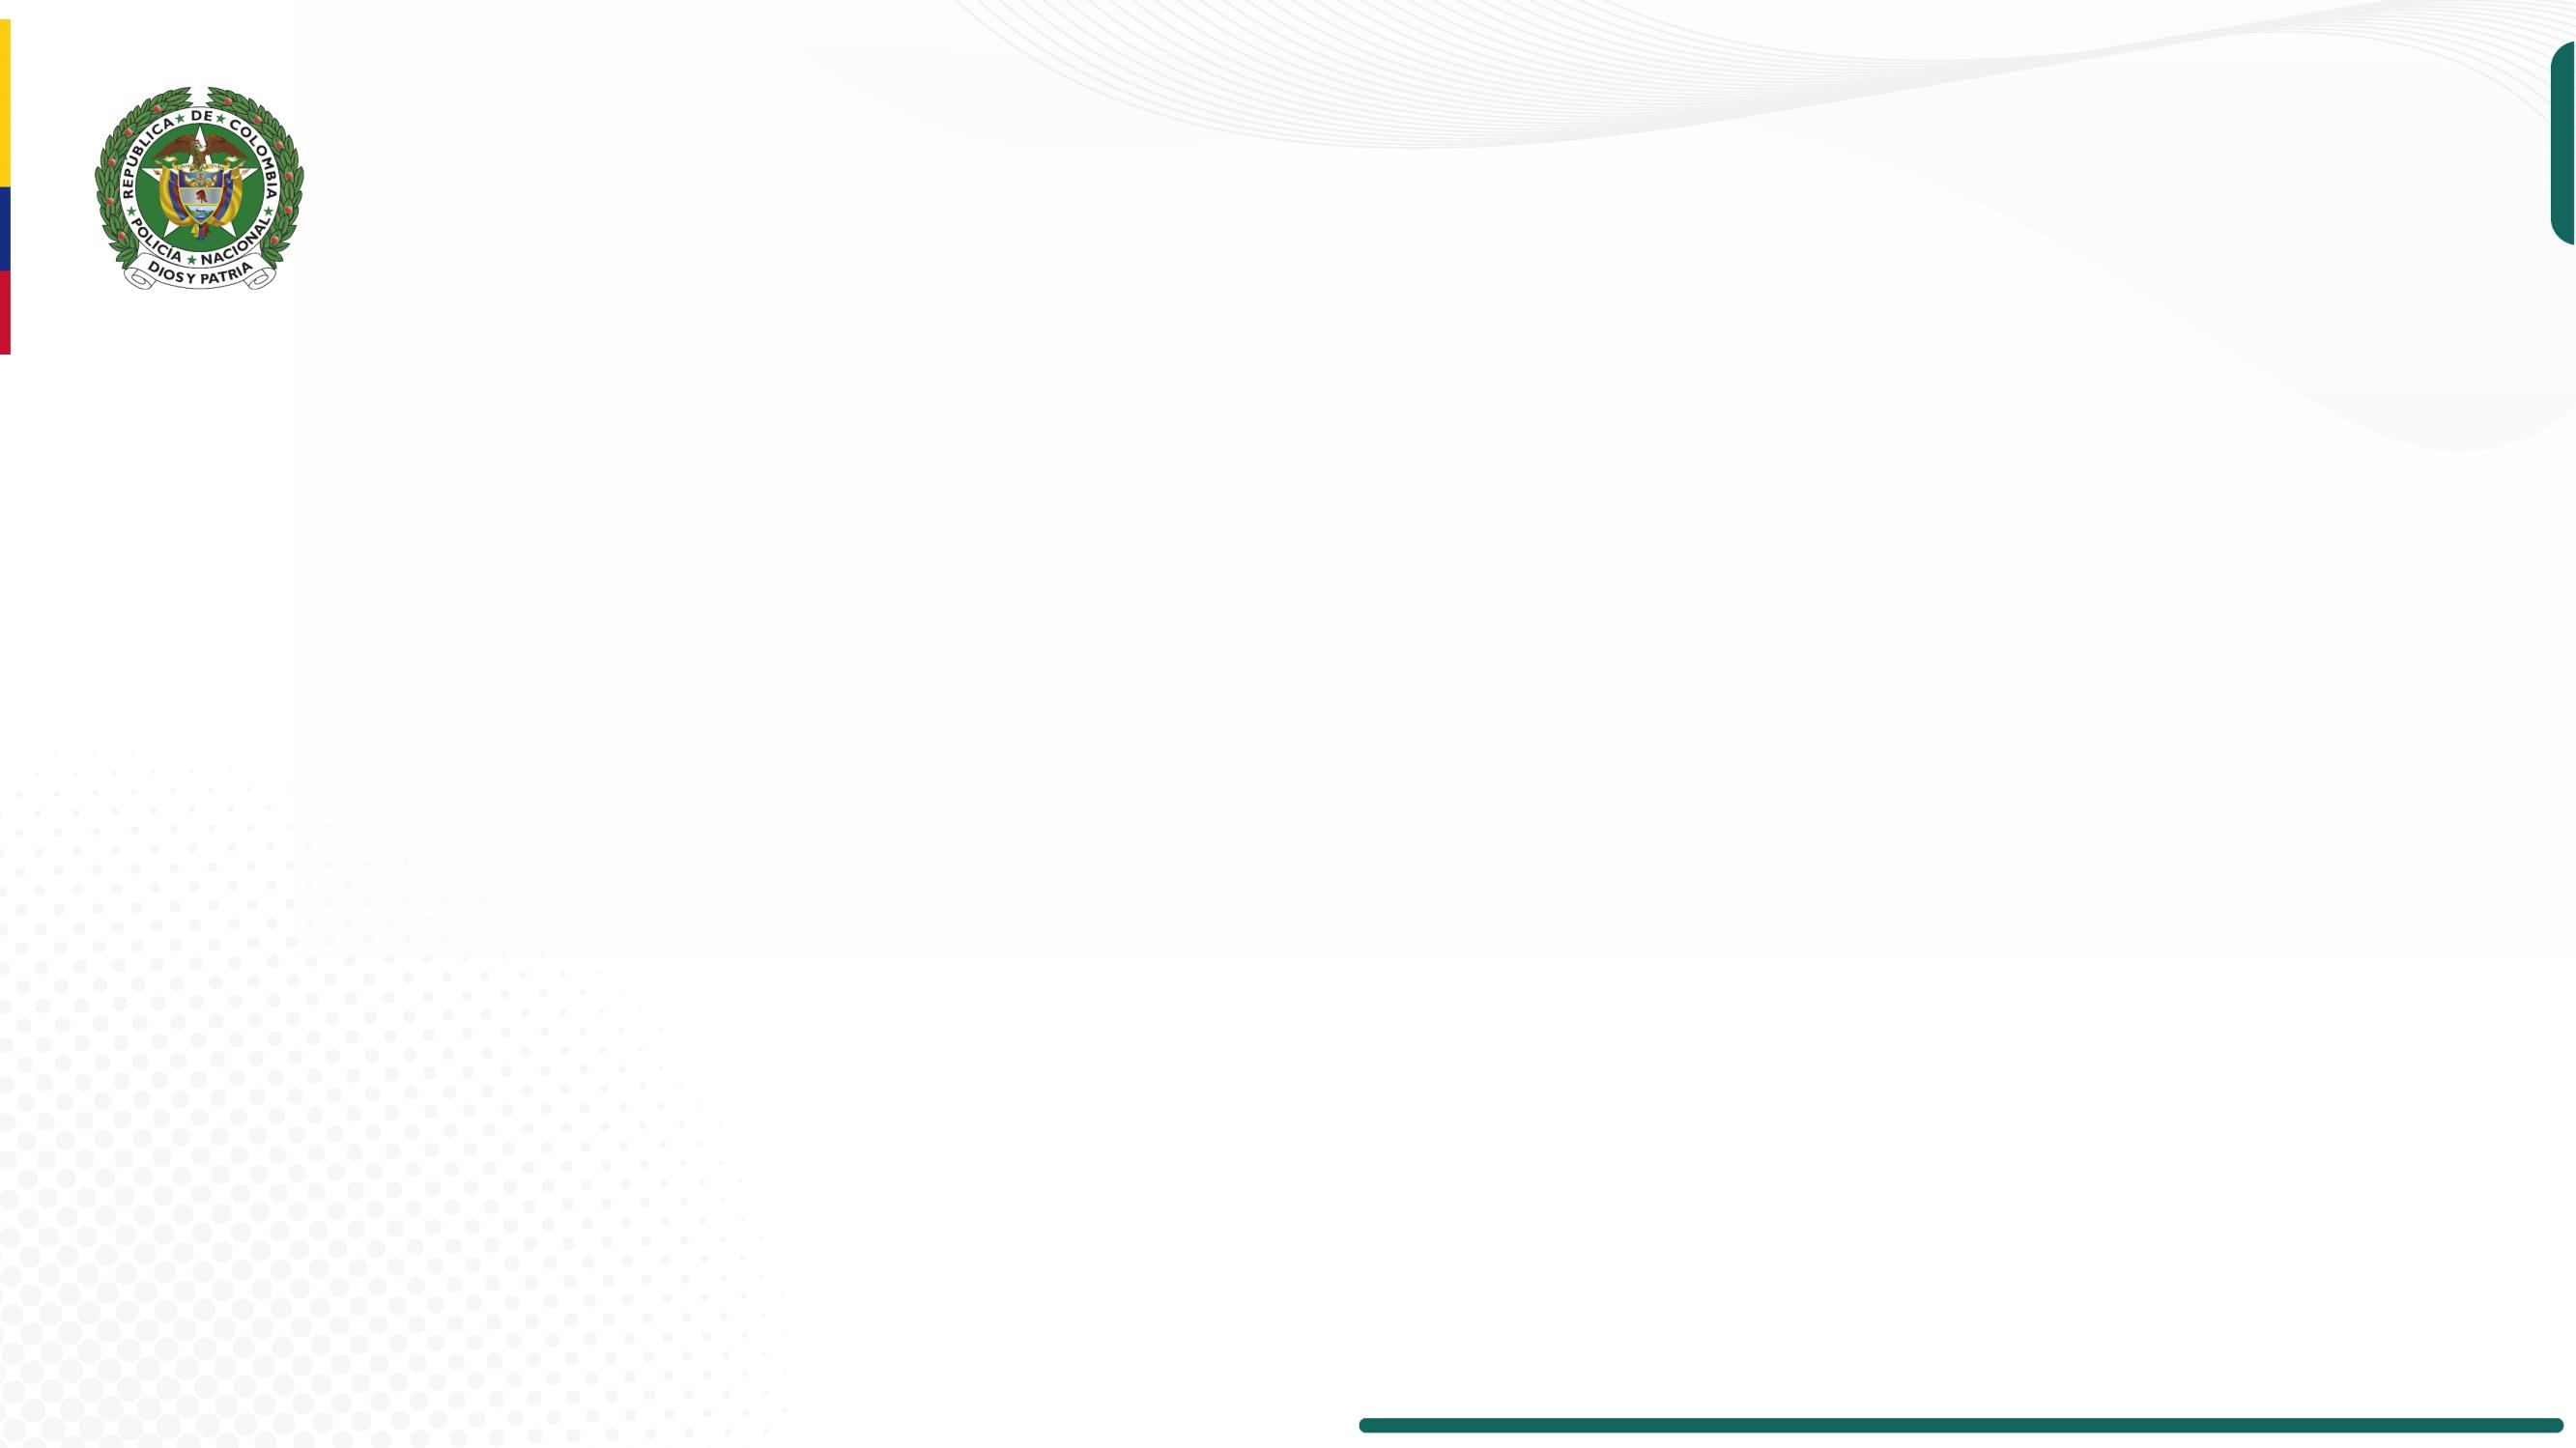 REPÚBLICA ★ DE ★ COLOMBIA
★ POLICÍA ★ NACIONAL ★
DIOS Y PATRIA